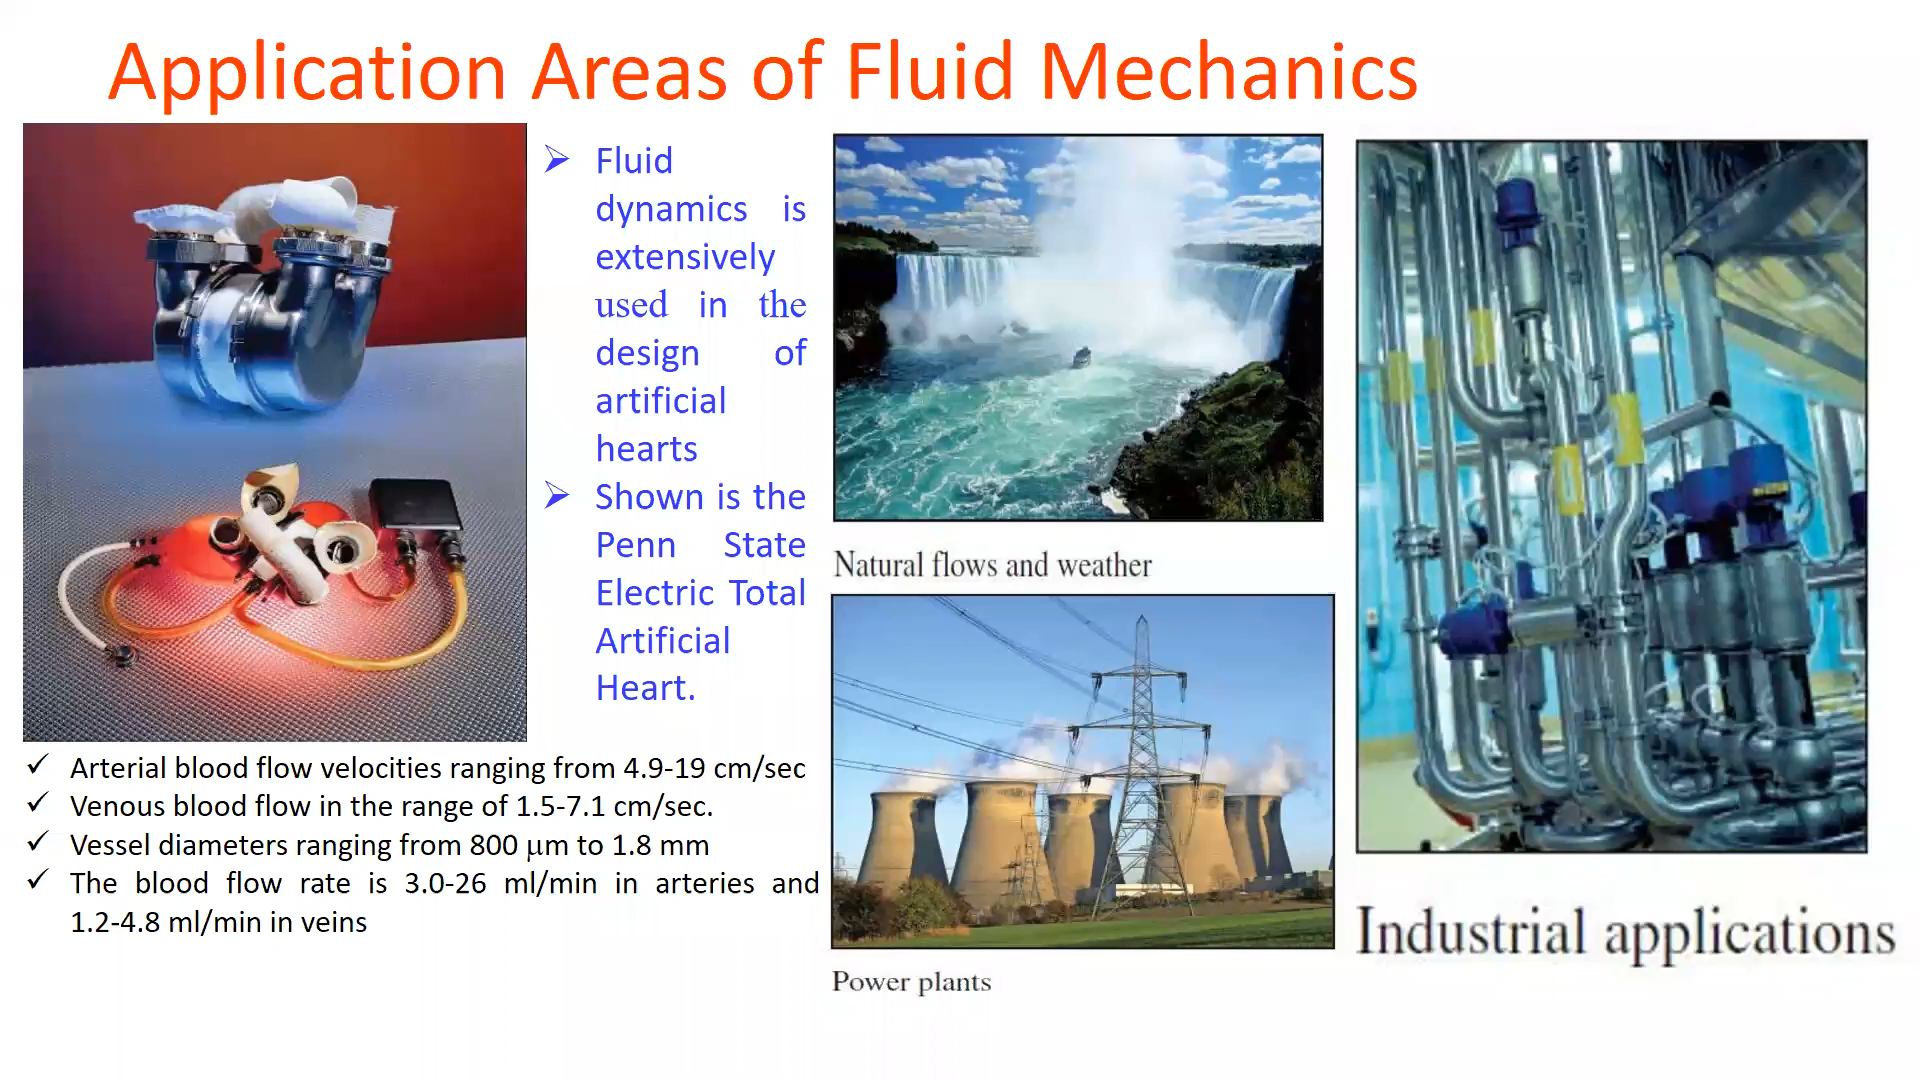 Application Areas of Fluid Mechanics
➢ Fluid
dynamics is
extensively
used in the
design of
artificial
hearts
➢ Shown is the
Penn State
Electric Total
Artificial
Heart.
✓ Arterial blood flow velocities ranging from 4.9-19 cm/sec
✓ Venous blood flow in the range of 1.5-7.1 cm/sec.
✓ Vessel diameters ranging from 800 μm to 1.8 mm
✓ The blood flow rate is 3.0-26 ml/min in arteries and
1.2-4.8 ml/min in veins
Natural flows and weather
Power plants
Industrial applications